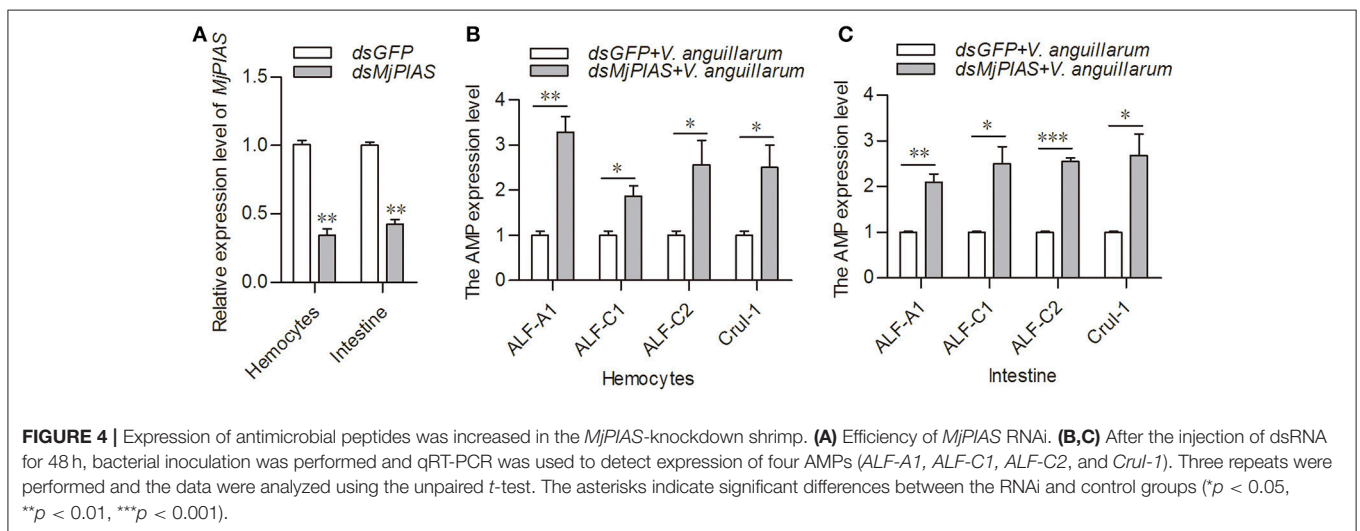 A
dsGFP
dsMjPIAS
Relative expression level of MjPIAS
1.5
1.0
0.5
0.0
**
**
Hemocytes
Intestine
B
dsGFP+V. anguillarum
dsMjPIAS+V. anguillarum
The AMP expression level
4
3
2
1
0
**
*
*
*
ALF-A1
ALF-C1
ALF-C2
CruI-1
Hemocytes
C
dsGFP+V. anguillarum
dsMjPIAS+V. anguillarum
The AMP expression level
4
3
2
1
0
**
*
***
*
ALF-A1
ALF-C1
ALF-C2
CruI-1
Intestine
FIGURE 4 | Expression of antimicrobial peptides was increased in the MjPIAS-knockdown shrimp. (A) Efficiency of MjPIAS RNAi. (B,C) After the injection of dsRNA
for 48 h, bacterial inoculation was performed and qRT-PCR was used to detect expression of four AMPs (ALF-A1, ALF-C1, ALF-C2, and CruI-1). Three repeats were
performed and the data were analyzed using the unpaired t-test. The asterisks indicate significant differences between the RNAi and control groups (*p < 0.05,
**p < 0.01, ***p < 0.001).